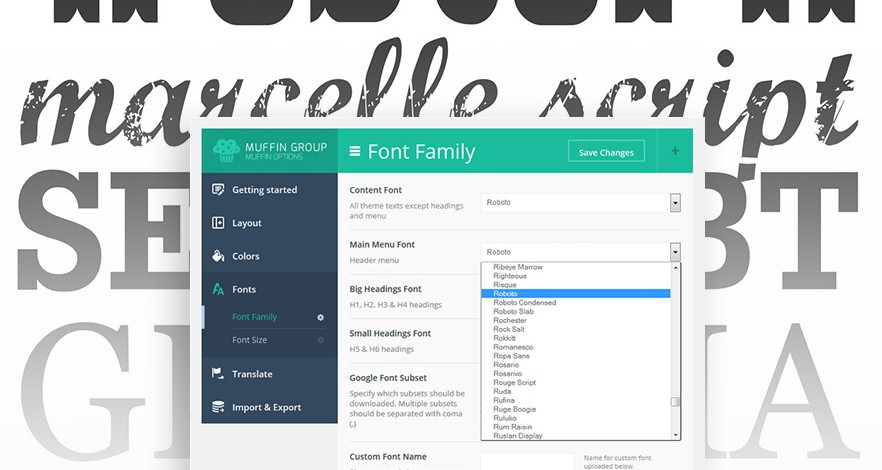 marcelle script
MUFFIN GROUP
MUFFIN OPTIONS
Font Family
Save Changes
+
Getting started
Layout
Colors
Fonts
Font Family
Font Size
Translate
Import & Export
Content Font
All theme texts except headings
and menu
Roboto
Main Menu Font
Header menu
Roboto
Ribeye Marrow
Righteous
Risque
Roboto
Roboto Condensed
Roboto Slab
Rochester
Rock Salt
Rokkitt
Romanesco
Ropa Sans
Rosario
Rosarivo
Rouge Script
Ruda
Rufina
Ruge Boogie
Ruluko
Rum Raisin
Ruslan Display
Big Headings Font
H1, H2, H3 & H4 headings
Small Headings Font
H5 & H6 headings
Google Font Subset
Specify which subsets should be
downloaded. Multiple subsets
should be separated with coma
(,)
Custom Font Name
Name for custom font
uploaded below.